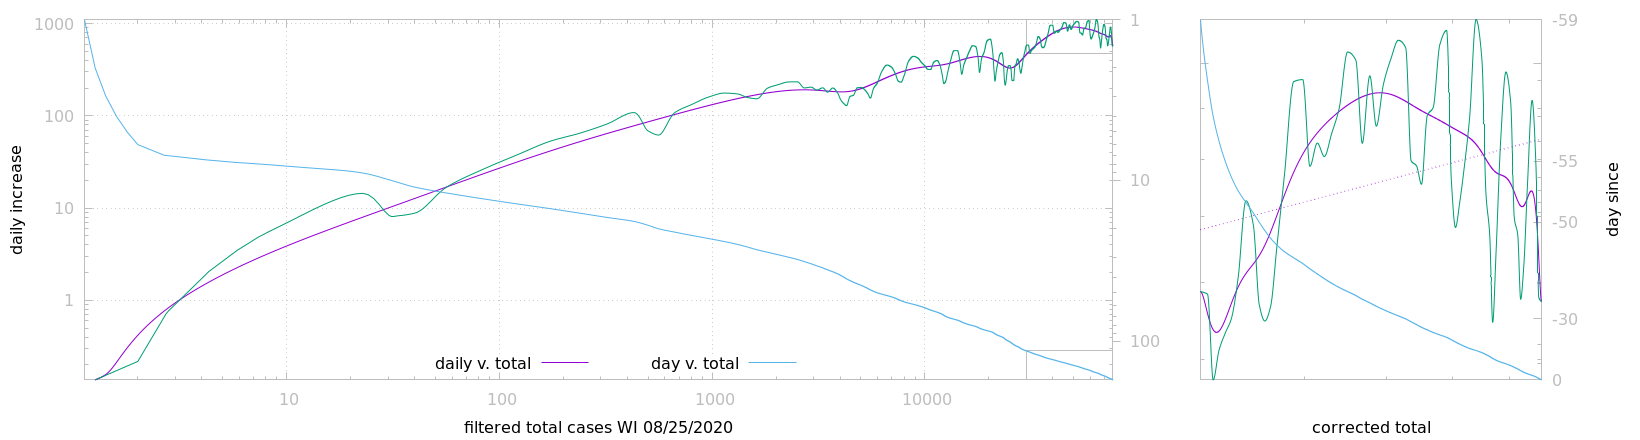 1000
100
10
1
daily increase
10
100
1000
10000
filtered total cases WI 08/25/2020
daily v. total
day v. total
1
10
100
-59
-55
-50
-30
0
day since
corrected total